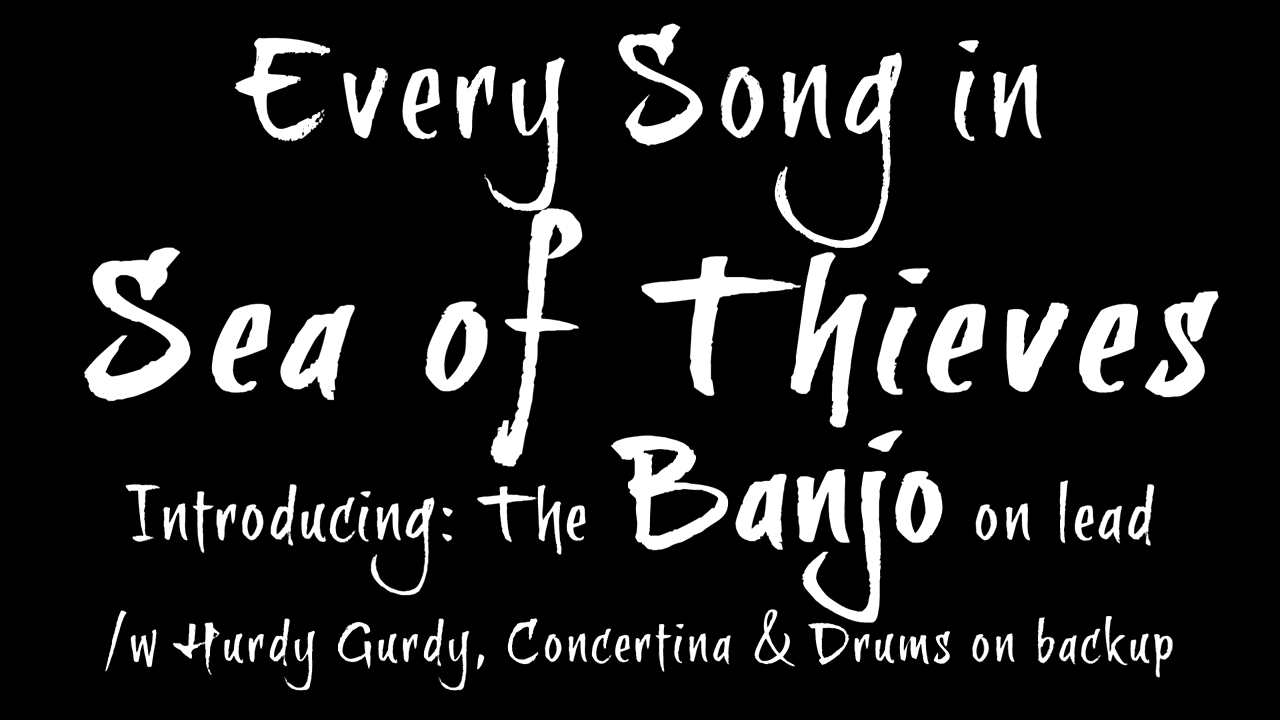 Every Song in
Sea of Thieves
Introducing: The Banjo on lead
/w Hurdy Gurdy, Concertina & Drums on backup